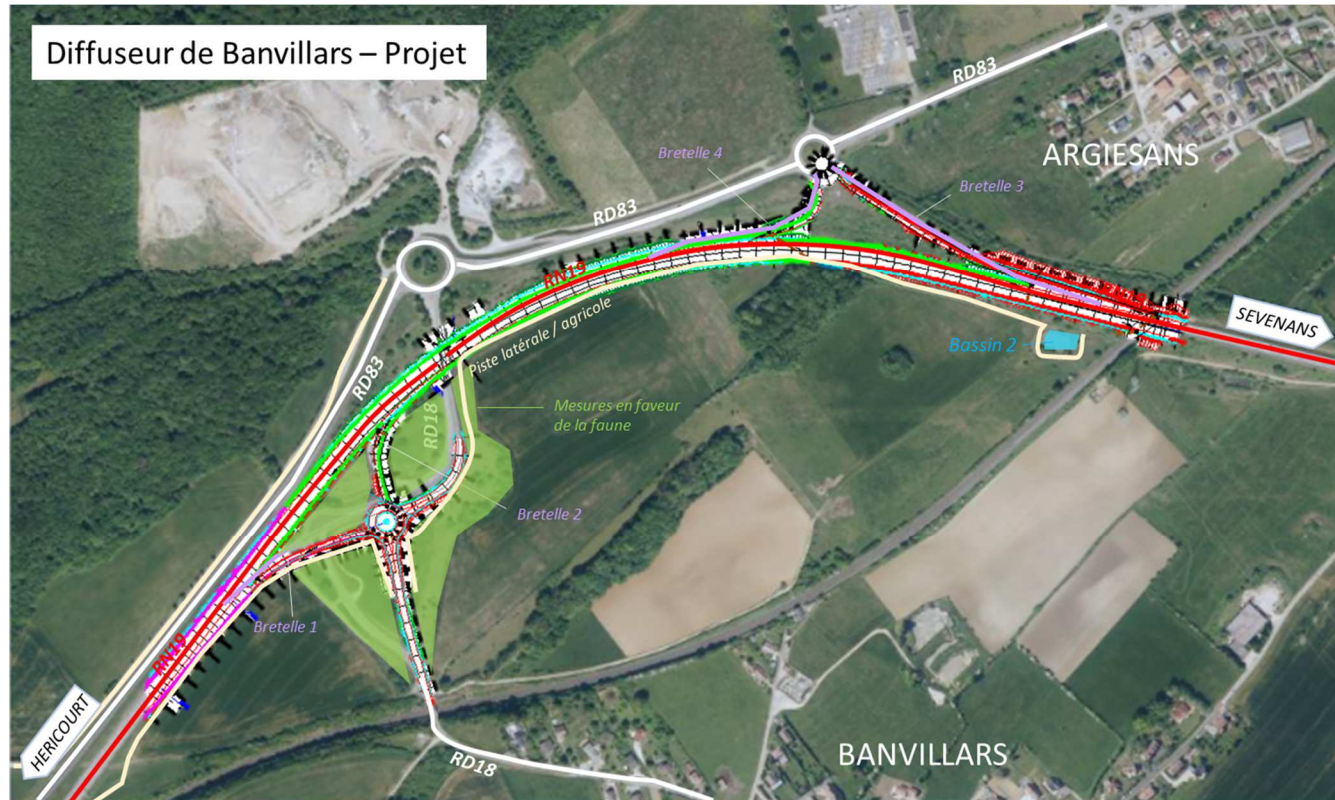 Diffuseur de Banvillars – Projet
RD83
ARGIESANS
Bretelle 4
Bretelle 3
RD83
RN19
SEVENANS
Piste latérale / agricole
Bassin 2
RD83
Mesures en faveur
de la faune
RD18
Bretelle 2
Bretelle 1
RN19
HERICOURT
BANVILLARS
RD18